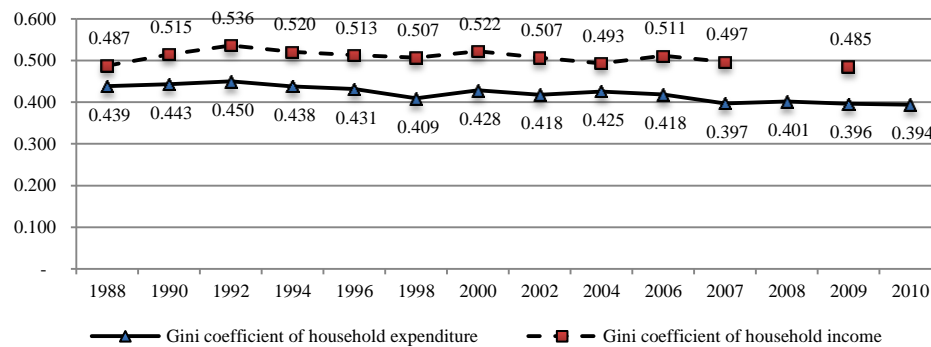 0.600
0.500
0.400
0.300
0.200
0.100
-
0.487 0.515 0.536 0.520 0.513 0.507 0.522 0.507 0.493 0.511 0.497 0.485
0.439 0.443 0.450 0.438 0.431 0.409 0.428 0.418 0.425 0.418 0.397 0.401 0.396 0.394
1988 1990 1992 1994 1996 1998 2000 2002 2004 2006 2007 2008 2009 2010
Gini coefficient of household expenditure Gini coefficient of household income